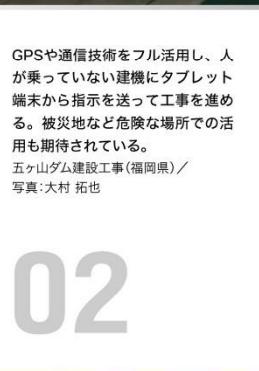 GPSや通信技術をフル活用し、人
が乗っていない建機にタブレット
端末から指示を送って工事を進め
る。被災地など危険な場所での活
用も期待されている。
五ヶ山ダム建設工事(福岡県)／
写真:大村 拓也
02